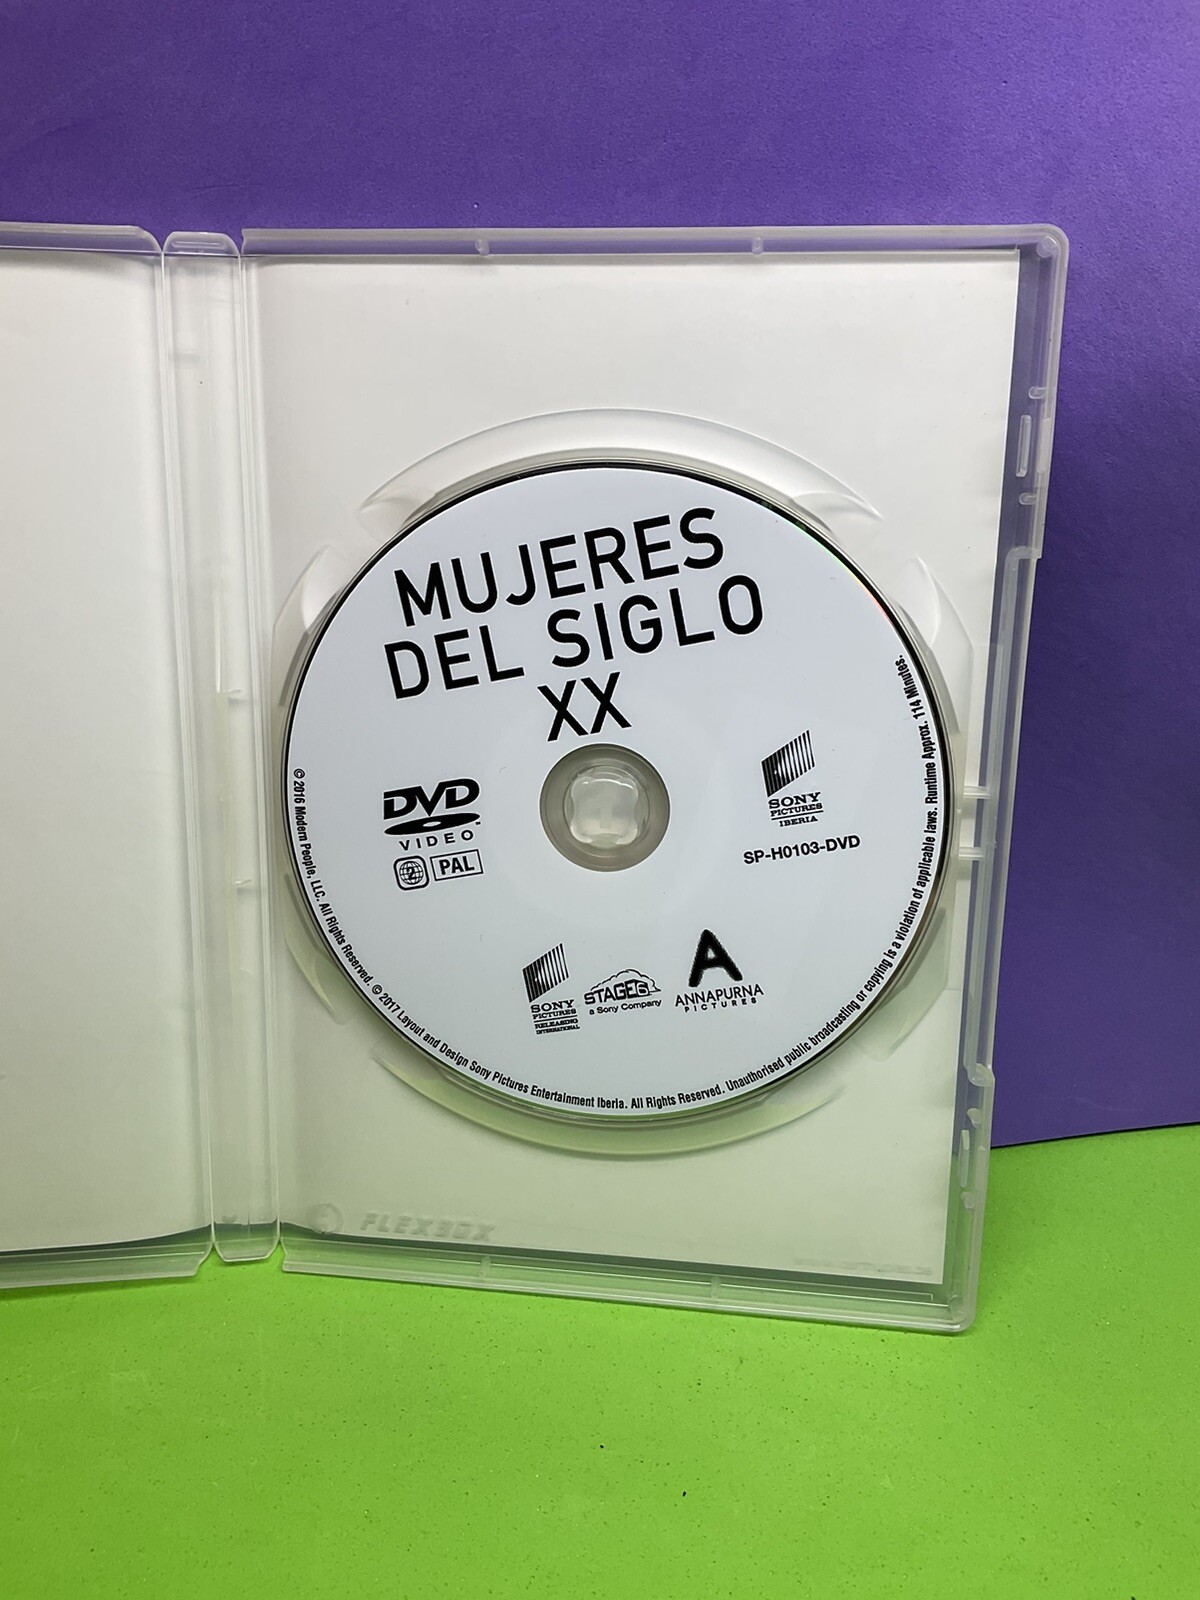 MUJERES
DEL SIGLO
XX
DVD
VIDEO
2 PAL
SONY
PICTURES
IBERIA
SP-H0103-DVD
SONY
PICTURES
RELEASING
INTERNATIONAL
STAGE 6
a Sony Company
ANNAPURNA
PICTURES
© 2016 Modern People, LLC. All Rights Reserved. © 2017 Layout and Design Sony Pictures Entertainment Iberia. All Rights Reserved. Unauthorised public broadcasting or copying is a violation of applicable laws. Runtime Approx. 114 Minutes.
FLEXBOX